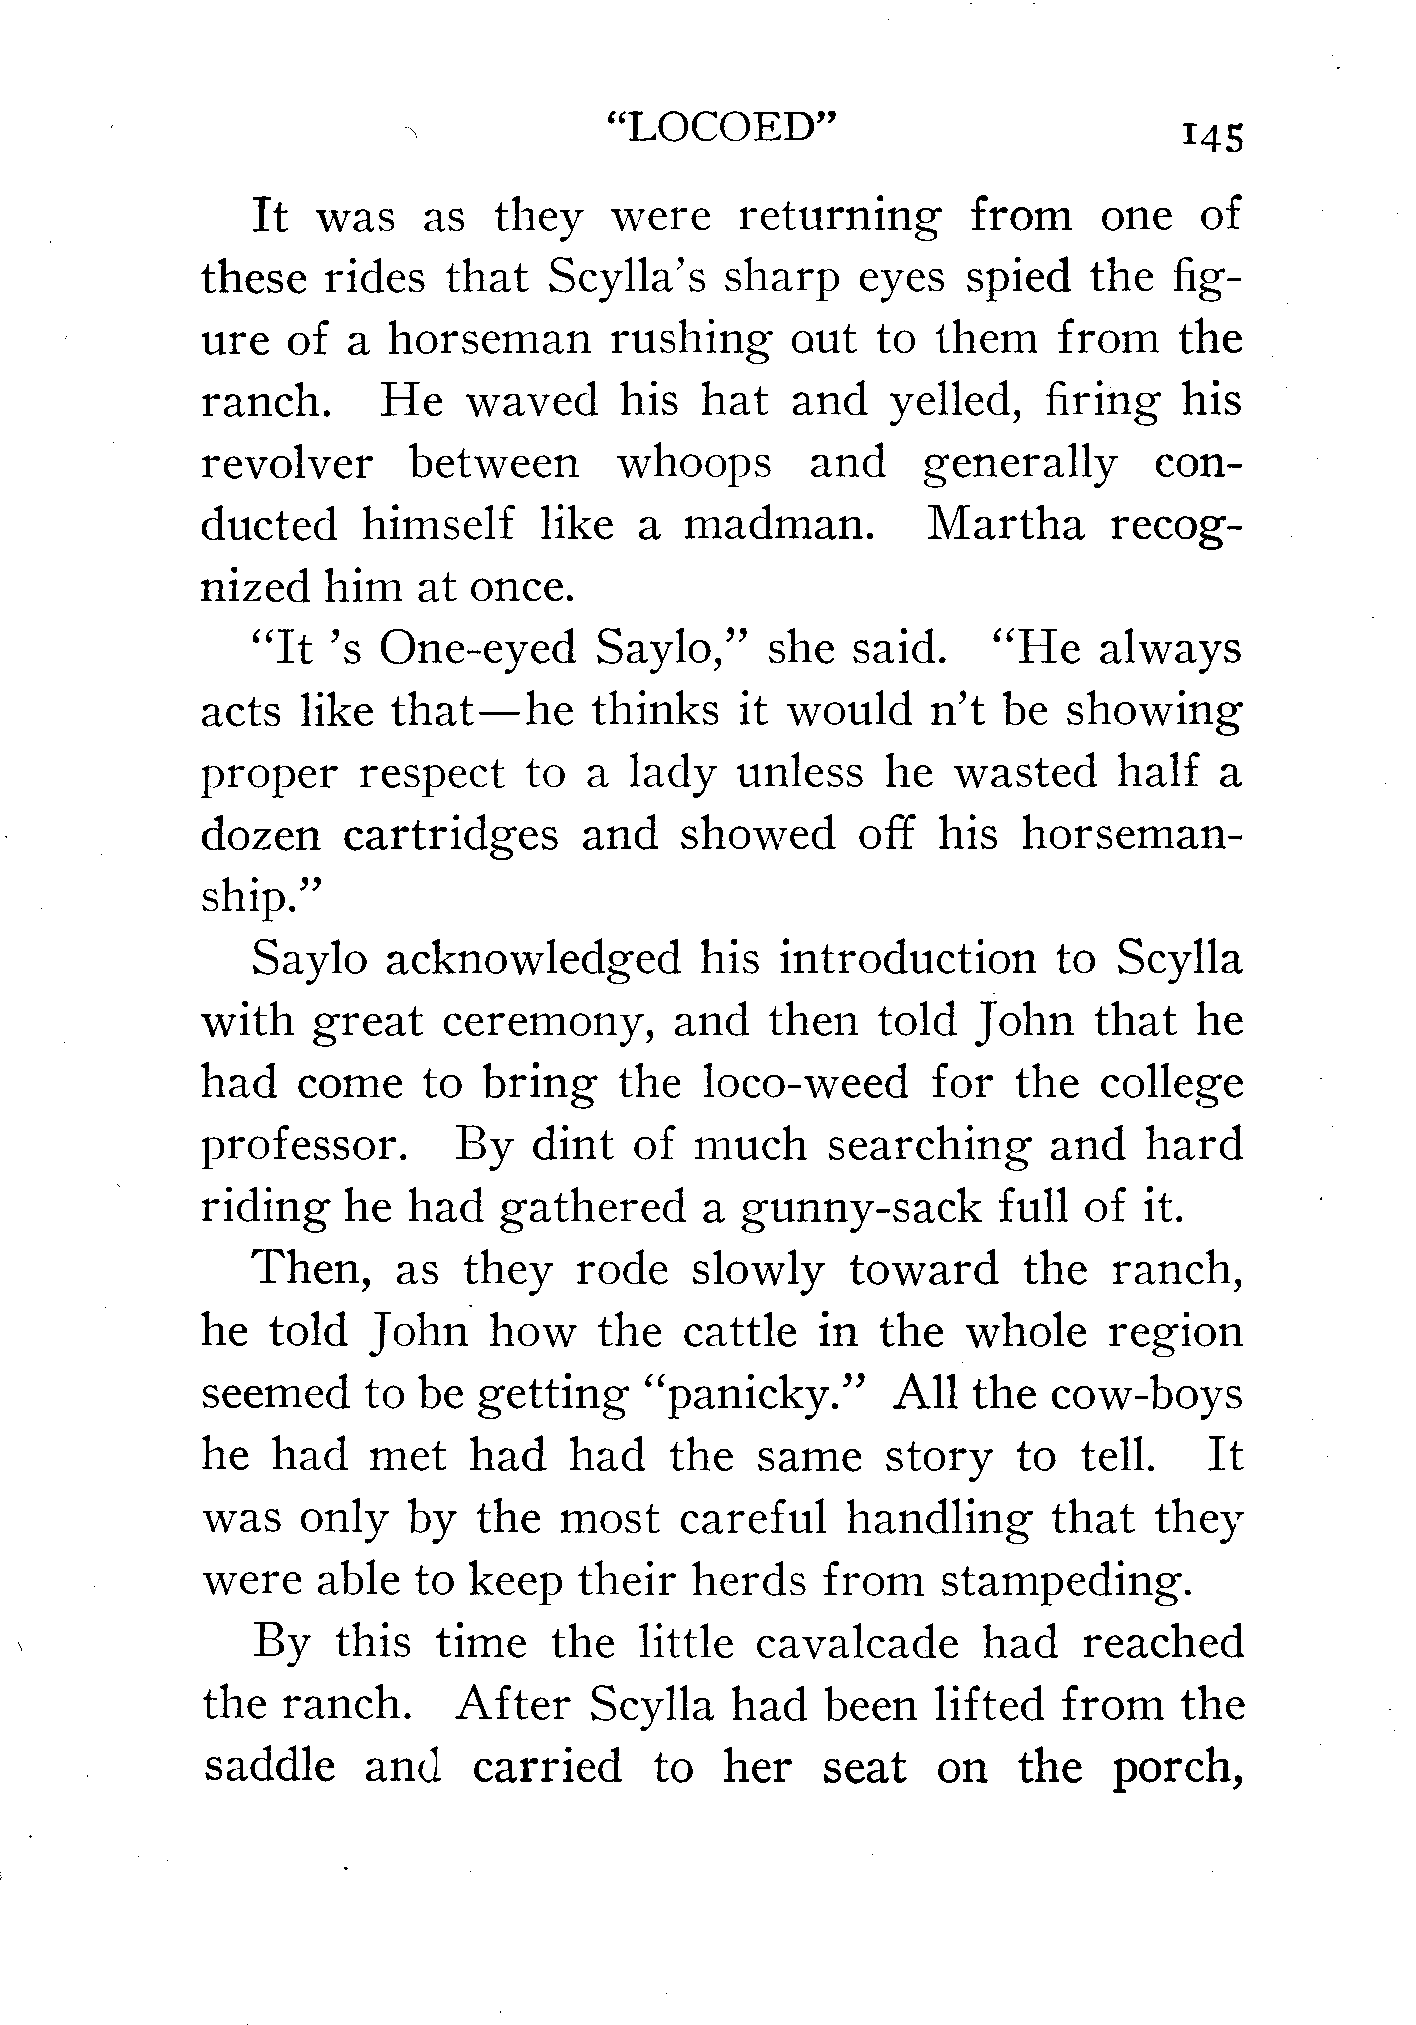 “LOCOED” 145
It was as they were returning from one of
these rides that Scylla’s sharp eyes spied the fig-
ure of a horseman rushing out to them from the
ranch. He waved his hat and yelled, firing his
revolver between whoops and generally con-
ducted himself like a madman. Martha recog-
nized him at once.
“It ’s One-eyed Saylo,” she said. “He always
acts like that—he thinks it would n’t be showing
proper respect to a lady unless he wasted half a
dozen cartridges and showed off his horseman-
ship.”
Saylo acknowledged his introduction to Scylla
with great ceremony, and then told John that he
had come to bring the loco-weed for the college
professor. By dint of much searching and hard
riding he had gathered a gunny-sack full of it.
Then, as they rode slowly toward the ranch,
he told John how the cattle in the whole region
seemed to be getting “panicky.” All the cow-boys
he had met had had the same story to tell. It
was only by the most careful handling that they
were able to keep their herds from stampeding.
By this time the little cavalcade had reached
the ranch. After Scylla had been lifted from the
saddle and carried to her seat on the porch,